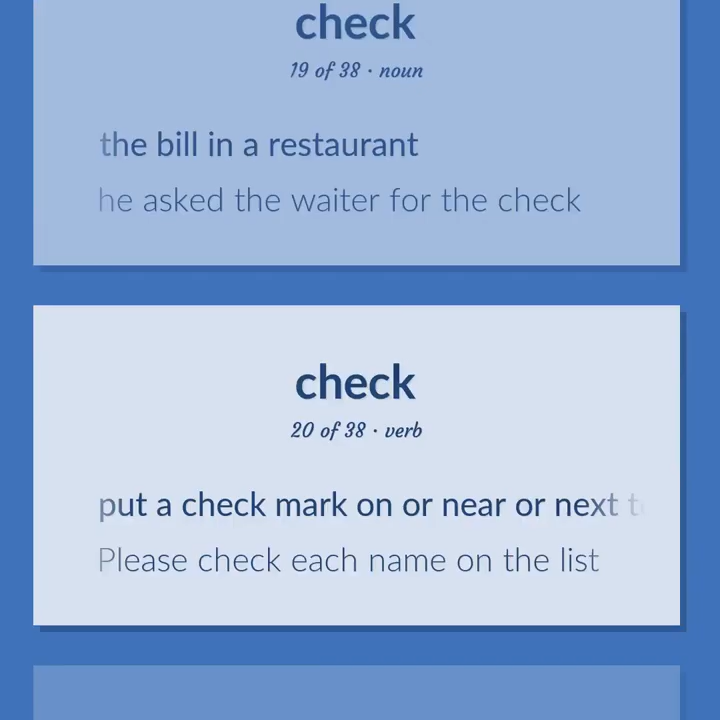 check
19 of 38 · noun
the bill in a restaurant
he asked the waiter for the check
check
20 of 38 · verb
put a check mark on or near or next t
Please check each name on the list